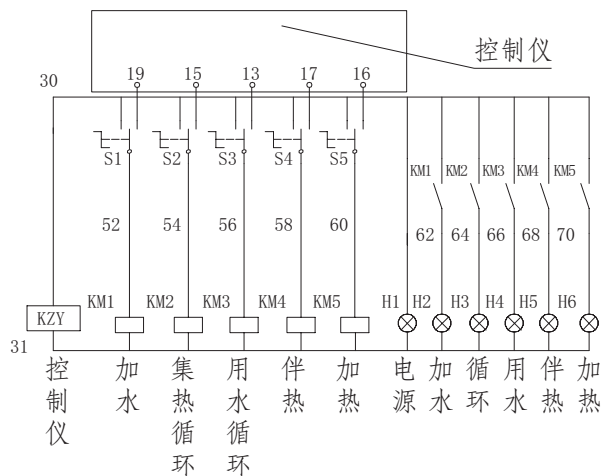 控制仪
19 15 13 17 16
30
S1 S2 S3 S4 S5
KM1 KM2 KM3 KM4 KM5
52 54 56 58 60 62 64 66 68 70
KM1 KM2 KM3 KM4 KM5 H1 H2 H3 H4 H5 H6
KZY
31
控制仪 加水 集热循环 用水循环 伴热 加热 电源 加水 循环 用水 伴热 加热